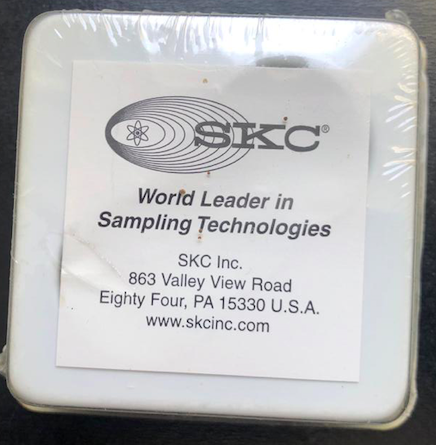 SKC®
World Leader in
Sampling Technologies
SKC Inc.
863 Valley View Road
Eighty Four, PA 15330 U.S.A.
www.skcinc.com